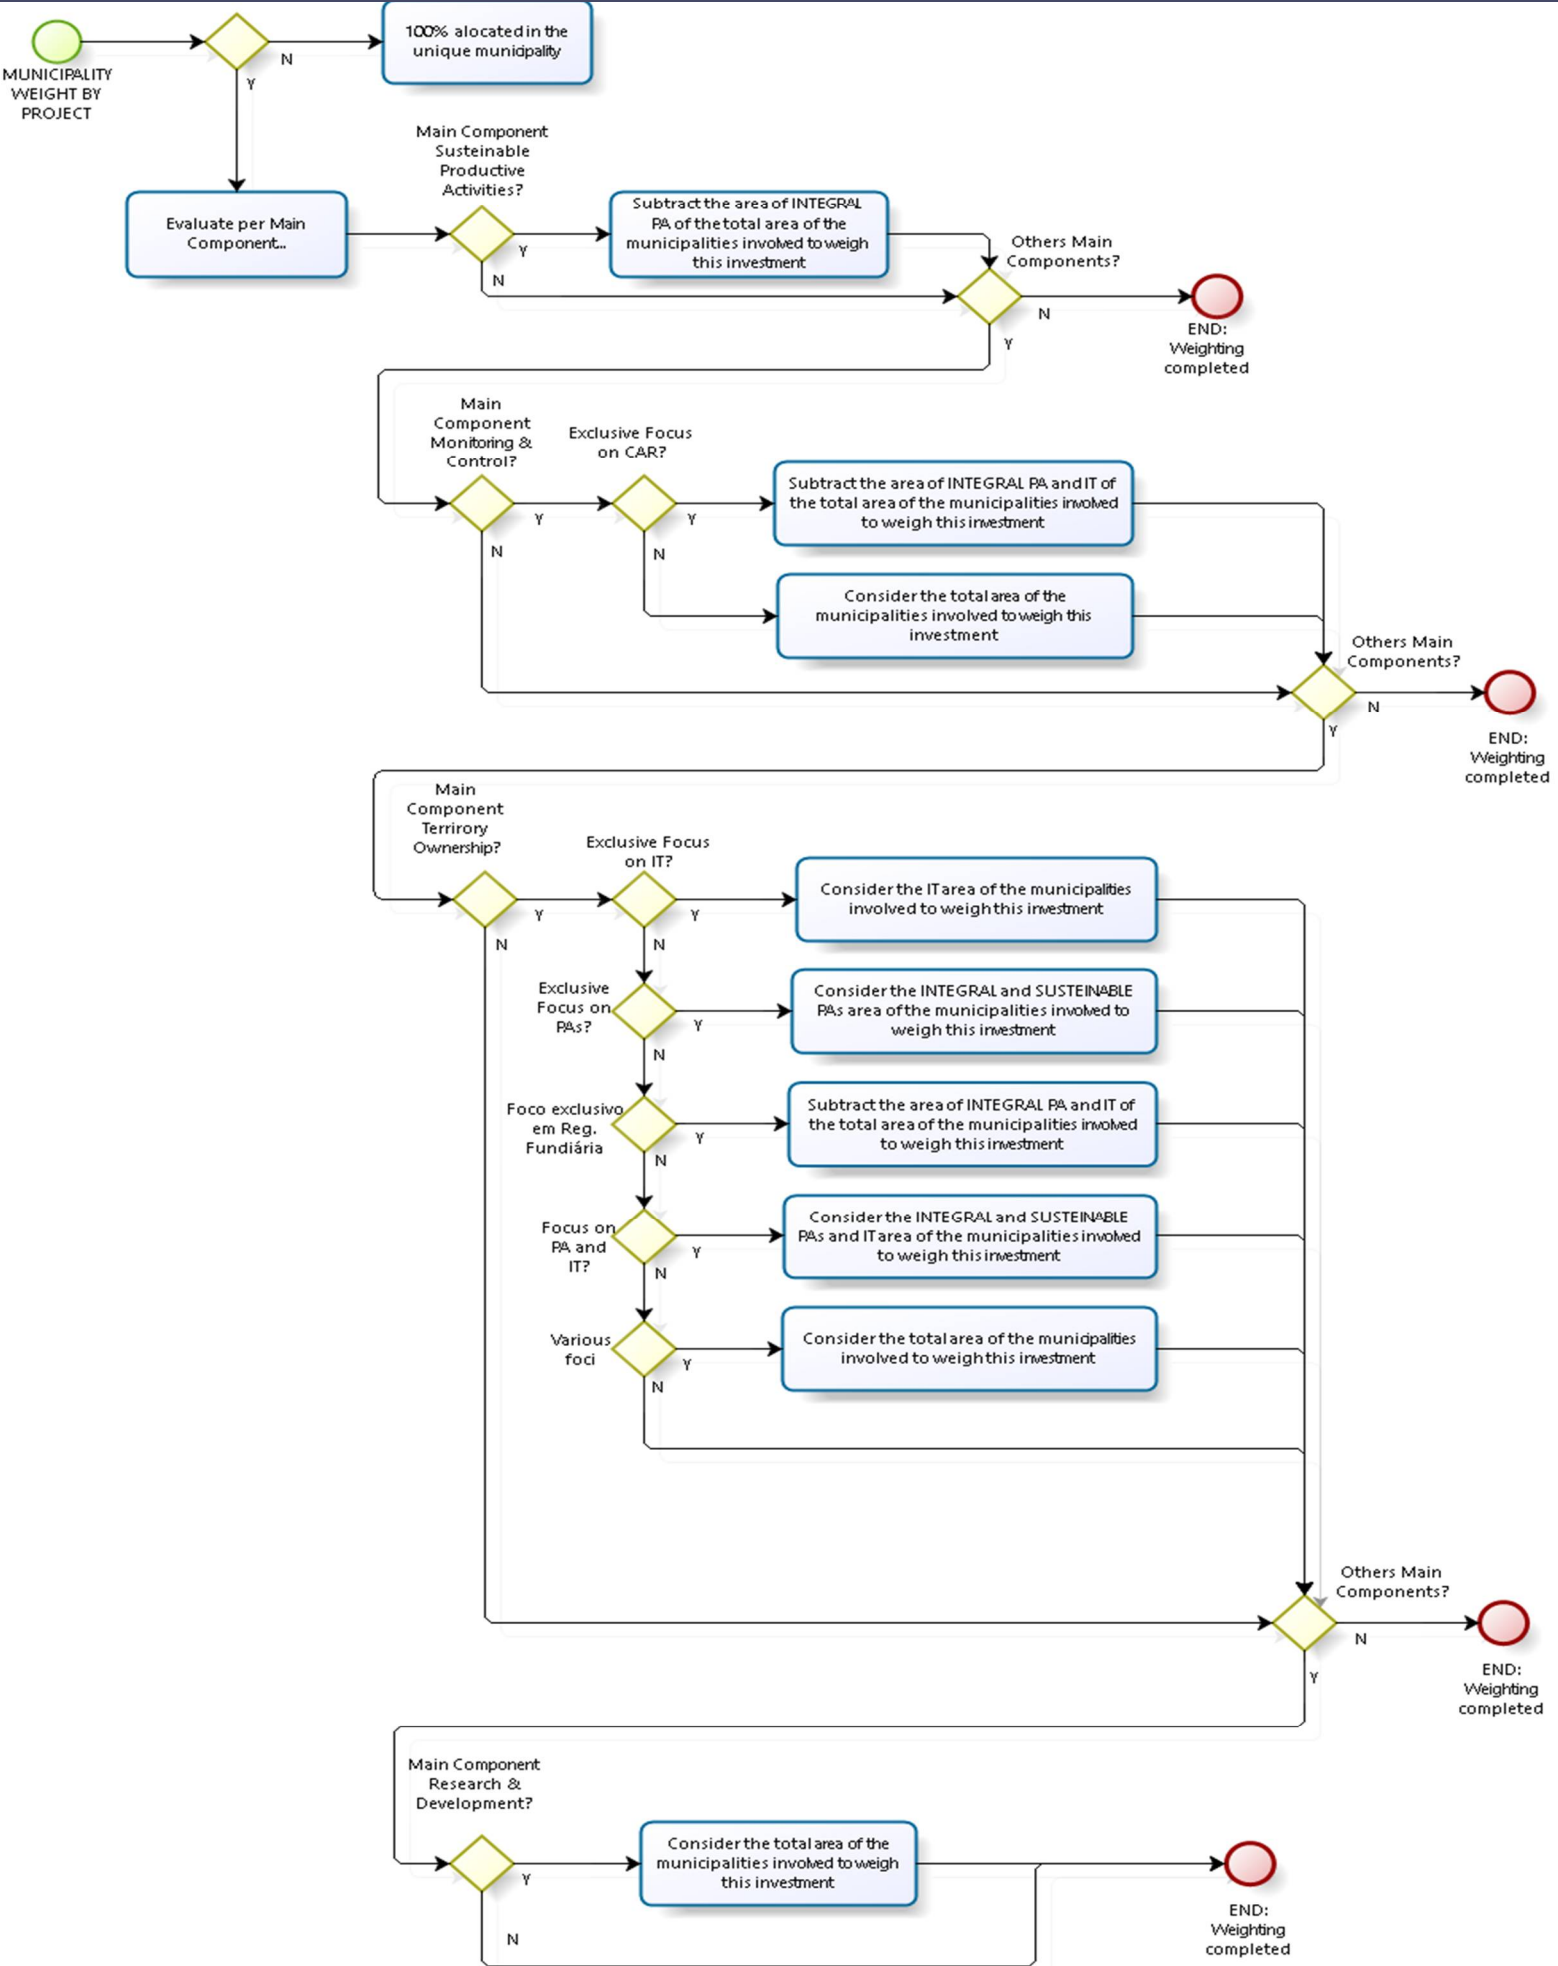 100% alocated in the
unique municipality
N
Y
MUNICIPALITY
WEIGHT BY
PROJECT
Main Component
Susteinable
Productive
Activities?
Evaluate per Main
Component...
Y
N
Subtract the area of INTEGRAL
PA of the total area of the
municipalities involved to weigh
this investment
Others Main
Components?
N
Y
END:
Weighting
completed
Main
Component
Monitoring &
Control?
Exclusive Focus
on CAR?
Y
N
Y
N
Subtract the area of INTEGRAL PA and IT of
the total area of the municipalities involved
to weigh this investment
Consider the total area of the
municipalities involved to weigh this
investment
Others Main
Components?
N
Y
END:
Weighting
completed
Main
Component
Terrirory
Ownership?
Y
N
Exclusive Focus
on IT?
Y
N
Consider the IT area of the municipalities
involved to weigh this investment
Exclusive
Focus on
PAs?
Y
N
Consider the INTEGRAL and SUSTEINABLE
PAs area of the municipalities involved to
weigh this investment
Foco exclusivo
em Reg.
Fundiária
Y
N
Subtract the area of INTEGRAL PA and IT of
the total area of the municipalities involved
to weigh this investment
Focus on
PA and
IT?
Y
N
Consider the INTEGRAL and SUSTEINABLE
PAs and IT area of the municipalities involved
to weigh this investment
Various
foci
Y
N
Consider the total area of the municipalities
involved to weigh this investment
Others Main
Components?
N
Y
END:
Weighting
completed
Main Component
Research &
Development?
Y
N
Consider the total area of the
municipalities involved to weigh
this investment
END:
Weighting
completed